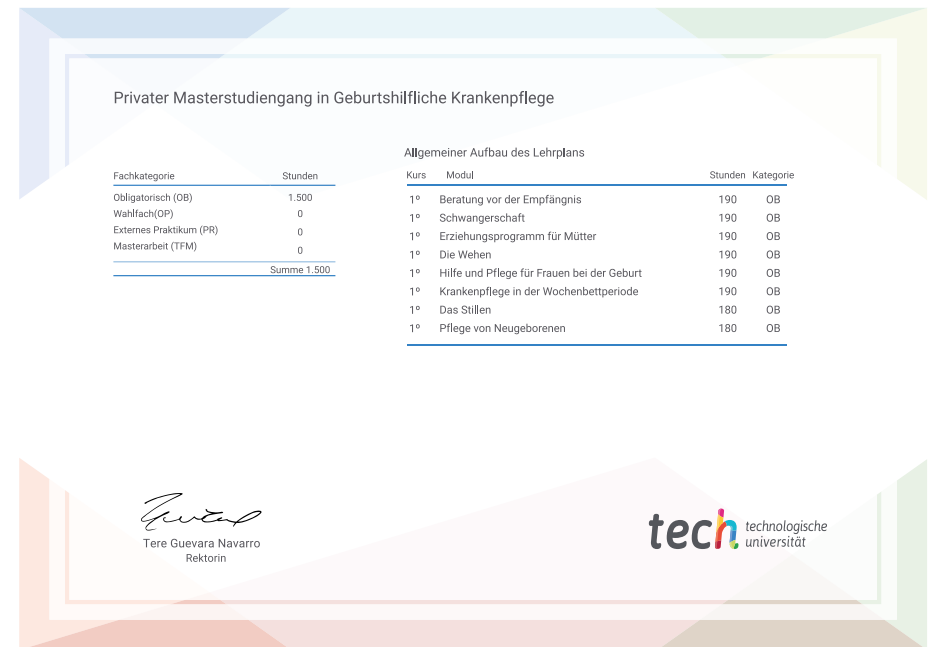 Privater Masterstudiengang in Geburtshilfliche Krankenpflege
Fachkategorie Stunden
Obligatorisch (OB) 1.500
Wahlfach(OP) 0
Externes Praktikum (PR) 0
Masterarbeit (TFM) 0
Summe 1.500
Allgemeiner Aufbau des Lehrplans
Kurs Modul Stunden Kategorie
1º Beratung vor der Empfängnis 190 OB
1º Schwangerschaft 190 OB
1º Erziehungsprogramm für Mütter 190 OB
1º Die Wehen 190 OB
1º Hilfe und Pflege für Frauen bei der Geburt 190 OB
1º Krankenpflege in der Wochenbettperiode 190 OB
1º Das Stillen 180 OB
1º Pflege von Neugeborenen 180 OB
Tere Guevara Navarro
Rektorin
tech technologische
universität